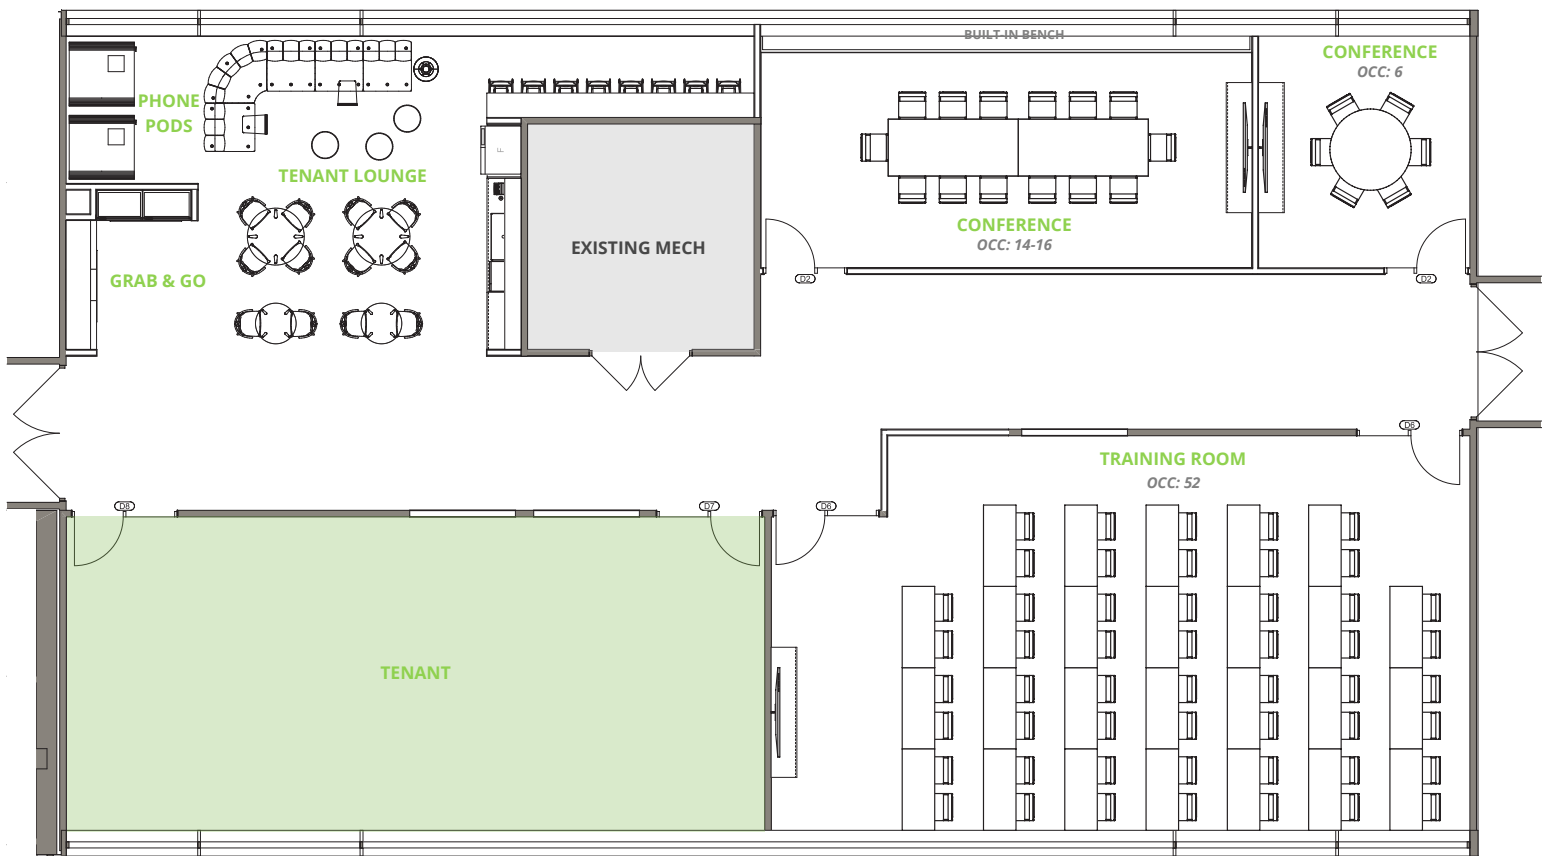 BUILT-IN BENCH
CONFERENCE
OCC: 6
PHONE
PODS
F
TENANT LOUNGE
CONFERENCE
OCC: 14-16
EXISTING MECH
GRAB & GO
D2
D2
D6
TRAINING ROOM
OCC: 52
D8
D7
D6
TENANT